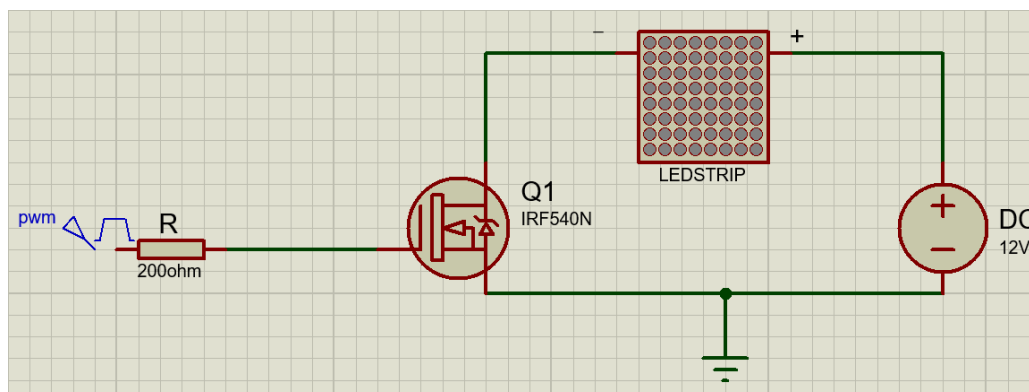 −
+
LEDSTRIP
Q1
IRF540N
pwm
R
200ohm
DC
12V